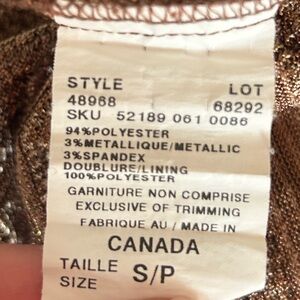 STYLE LOT
48968 68292
SKU 52189 061 0086
94%POLYESTER
3%METALLIQUE/METALLIC
3%SPANDEX
DOUBLURE/LINING
100%POLYESTER
GARNITURE NON COMPRISE
EXCLUSIVE OF TRIMMING
FABRIQUE AU / MADE IN
CANADA
TAILLE S/P
SIZE